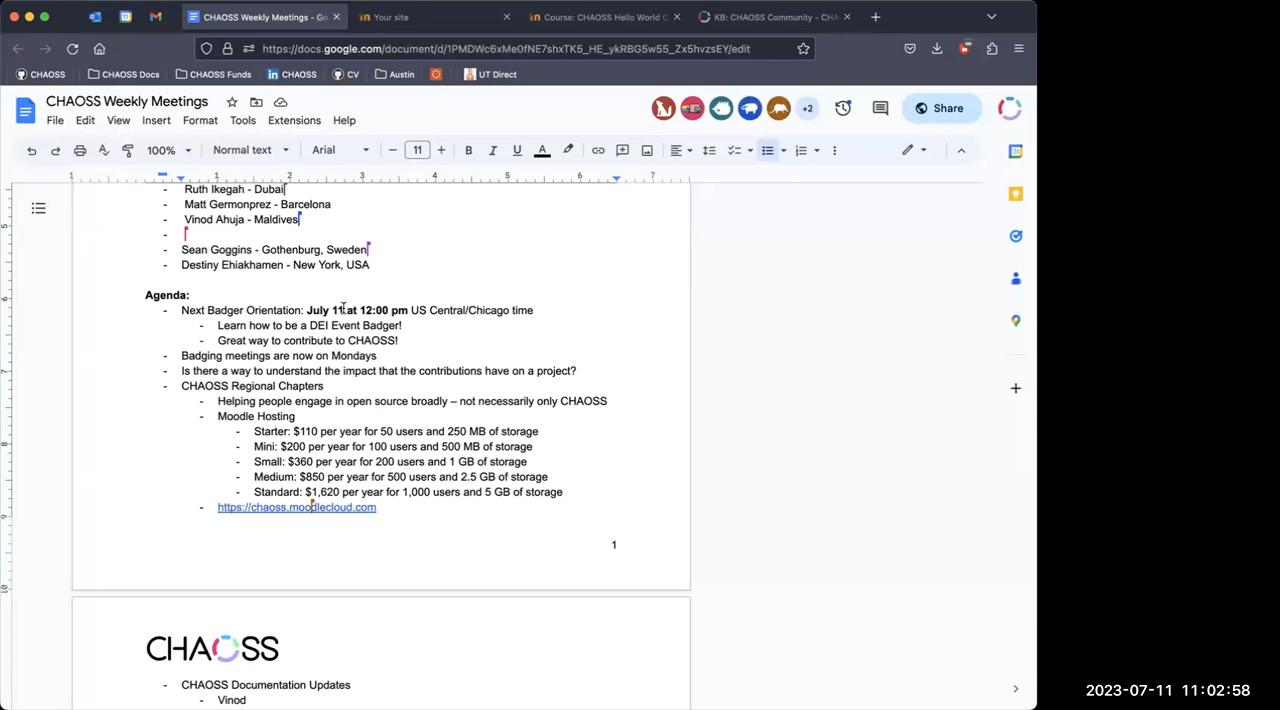 CHAOSS Weekly Meetings - Go
Your site
Course: CHAOSS Hello World C
KB: CHAOSS Community - CHA
https://docs.google.com/document/d/1PMDWc6xMe0fNE7shxTK5_HE_ykRBG5w55_Zx5hvzsEY/edit
CHAOSS
CHAOSS Docs
CHAOSS Funds
CHAOSS
CV
Austin
UT Direct
CHAOSS Weekly Meetings
+2
Share
File Edit View Insert Format Tools Extensions Help
100% Normal text Arial 11
1 1 2 3 4 5 6 7
- Ruth Ikegah - Dubai
- Matt Germonprez - Barcelona
- Vinod Ahuja - Maldives
-
- Sean Goggins - Gothenburg, Sweden
- Destiny Ehiakhamen - New York, USA
Agenda:
- Next Badger Orientation: July 11 at 12:00 pm US Central/Chicago time
- Learn how to be a DEI Event Badger!
- Great way to contribute to CHAOSS!
- Badging meetings are now on Mondays
- Is there a way to understand the impact that the contributions have on a project?
- CHAOSS Regional Chapters
- Helping people engage in open source broadly – not necessarily only CHAOSS
- Moodle Hosting
- Starter: $110 per year for 50 users and 250 MB of storage
- Mini: $200 per year for 100 users and 500 MB of storage
- Small: $360 per year for 200 users and 1 GB of storage
- Medium: $850 per year for 500 users and 2.5 GB of storage
- Standard: $1,620 per year for 1,000 users and 5 GB of storage
- https://chaoss.moodlecloud.com
1
CHAOSS
- CHAOSS Documentation Updates
- Vinod
2023-07-11 11:02:58